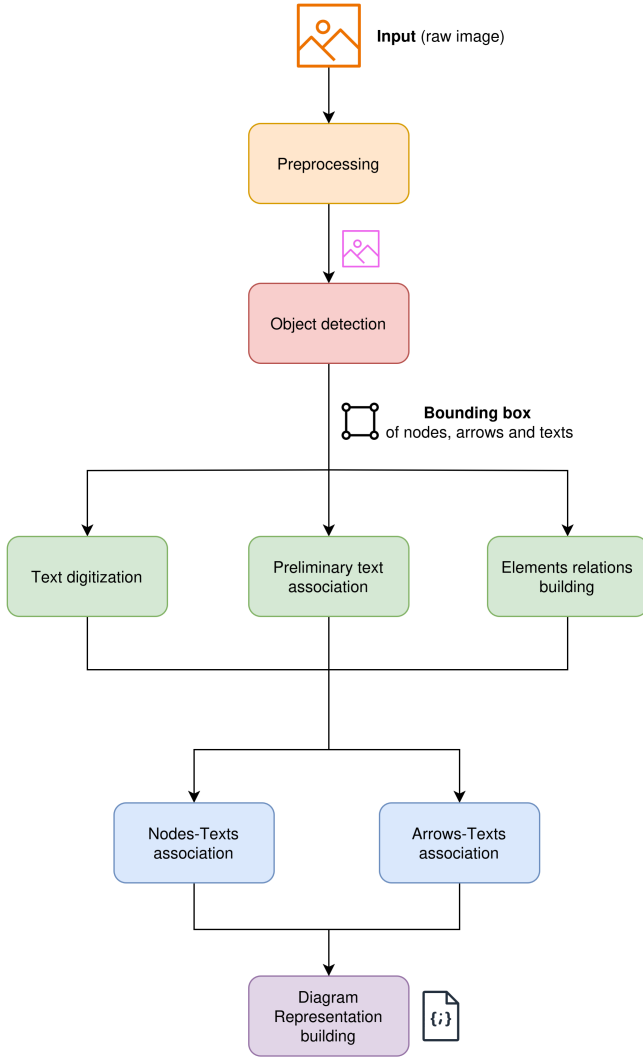 Input (raw image)
Preprocessing
Object detection
Bounding box
of nodes, arrows and texts
Text digitization
Preliminary text
association
Elements relations
building
Nodes-Texts
association
Arrows-Texts
association
Diagram
Representation
building
{;}